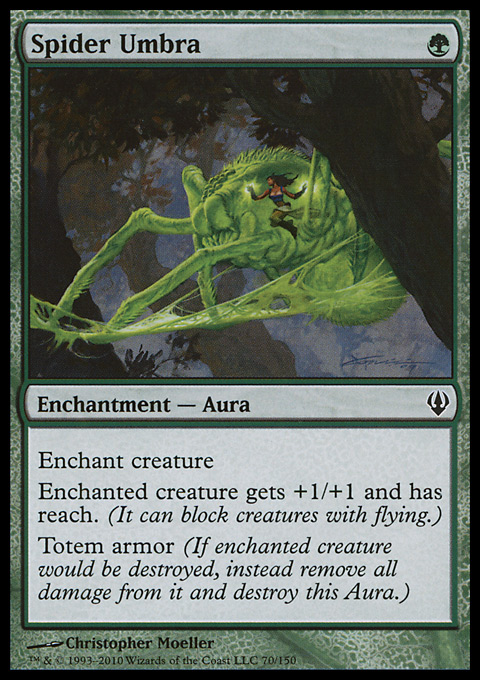 Spider Umbra
Enchantment — Aura
Enchant creature
Enchanted creature gets +1/+1 and has
reach. (It can block creatures with flying.)
Totem armor (If enchanted creature
would be destroyed, instead remove all
damage from it and destroy this Aura.)
Christopher Moeller
™ & © 1993–2010 Wizards of the Coast LLC 70/150